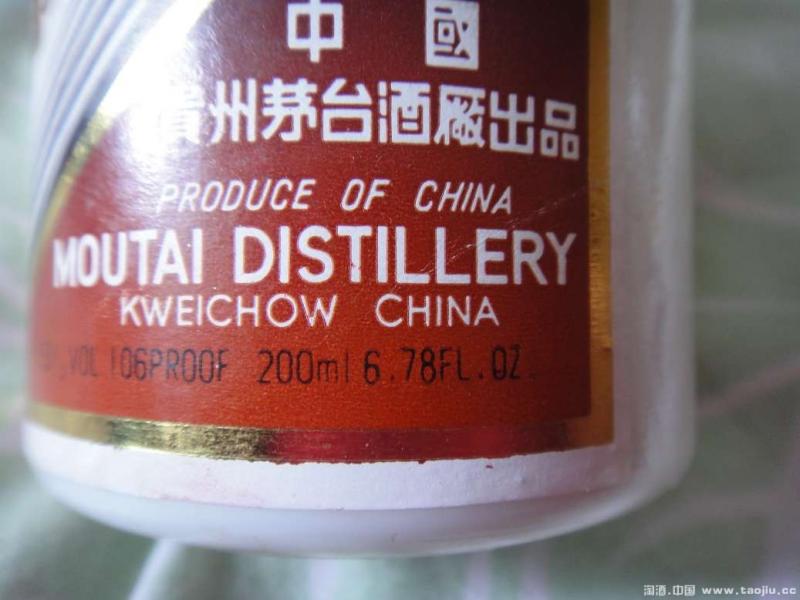 中 國
貴州茅台酒廠出品
PRODUCE OF CHINA
MOUTAI DISTILLERY
KWEICHOW CHINA
VOL 106PROOF 200ml 6.78FL.OZ.
淘酒.中国 www.taojiu.cc